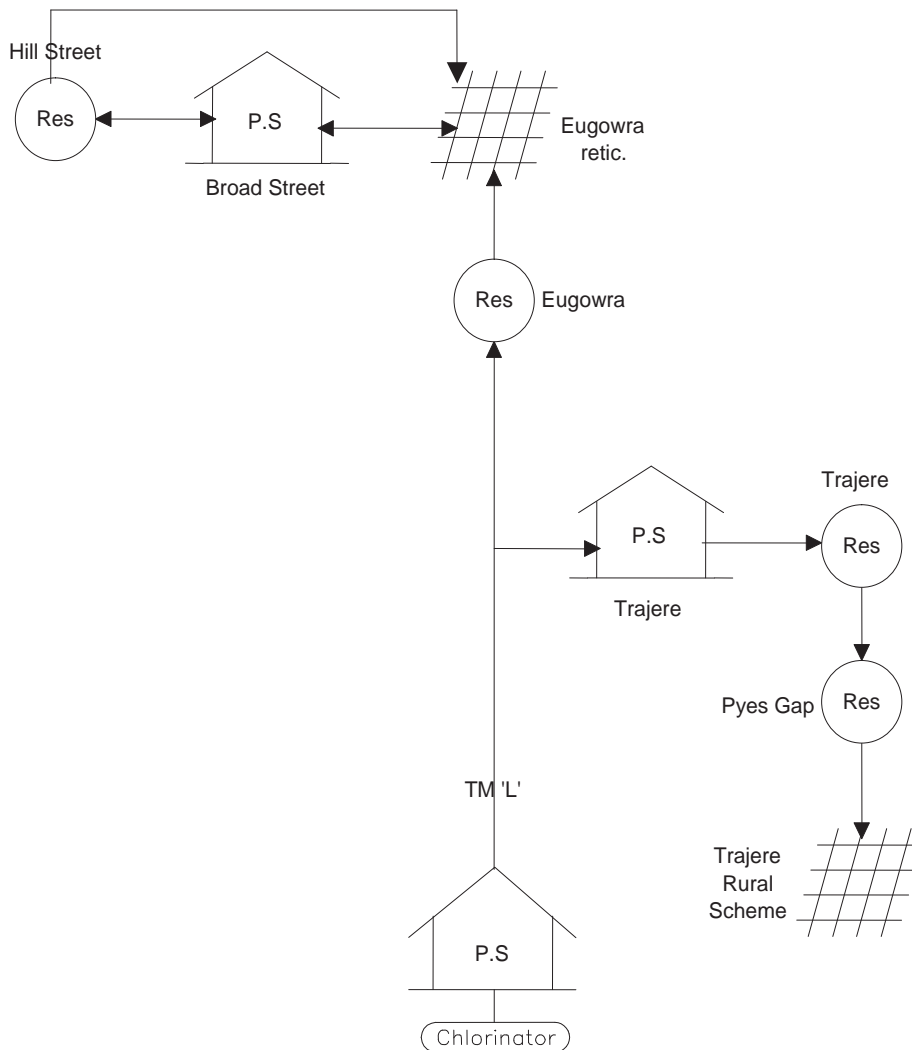 Hill Street
Res
P.S
Broad Street
Eugowra
retic.
Res
Eugowra
Trajere
P.S
Res
Trajere
Pyes Gap
Res
TM 'L'
Trajere
Rural
Scheme
P.S
Chlorinator